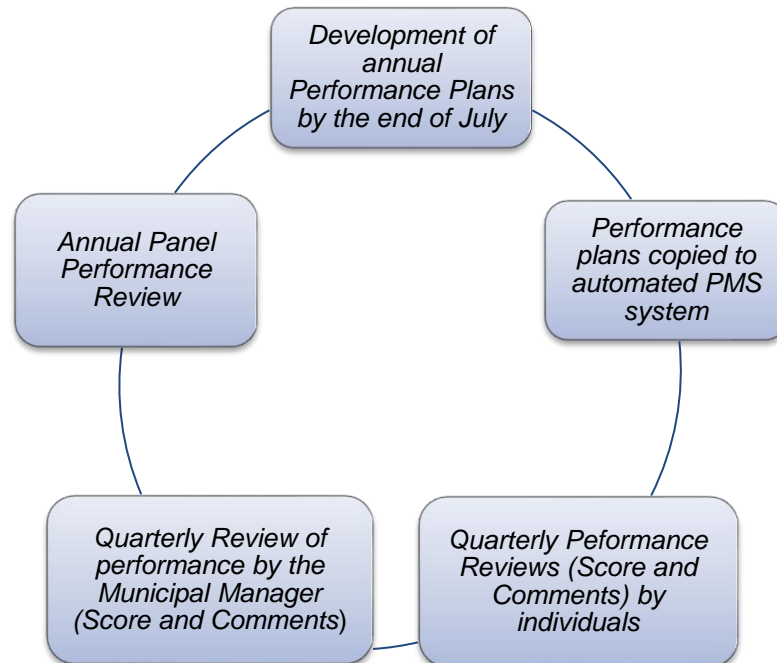 Development of
annual
Performance Plans
by the end of July
Performance
plans copied to
automated PMS
system
Quarterly Peformance
Reviews (Score and
Comments) by
individuals
Quarterly Review of
performance by the
Municipal Manager
(Score and Comments)
Annual Panel
Performance
Review